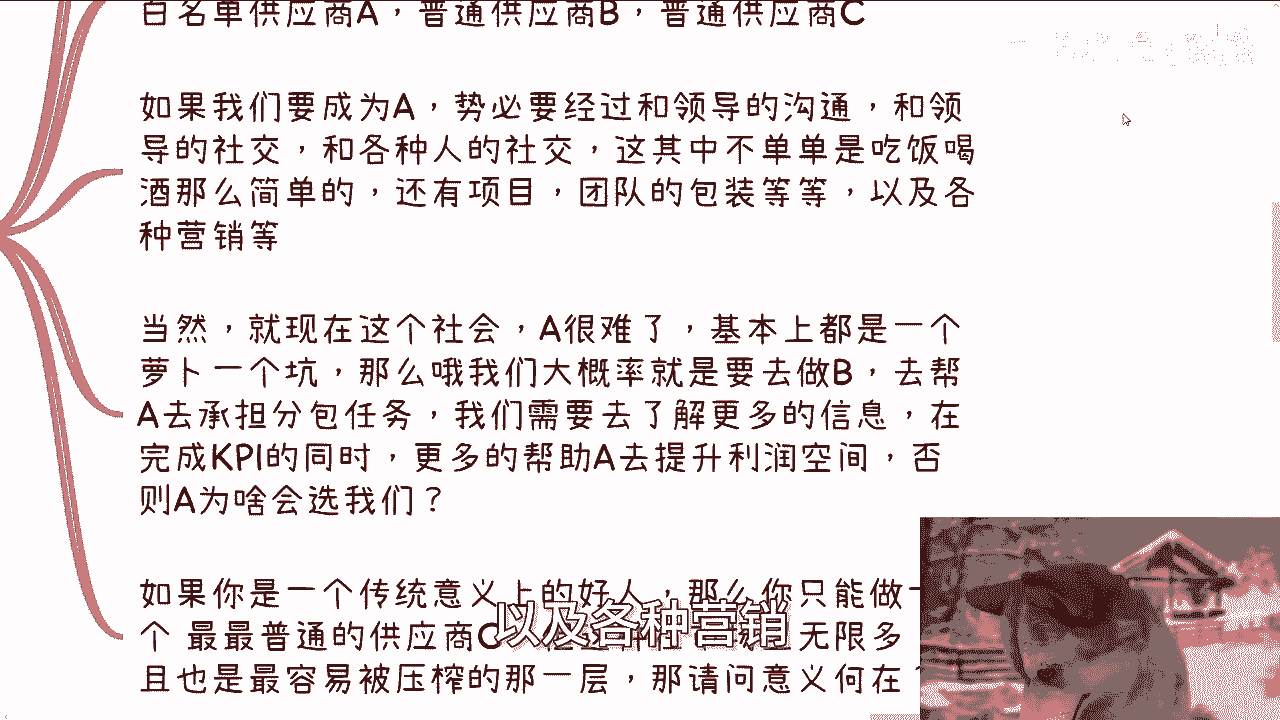 白名单供应商A，普通供应商B，普通供应商C
如果我们要成为A，势必要经过和领导的沟通，和领
导的社交，和各种人的社交，这其中不单单是吃饭喝
酒那么简单的，还有项目，团队的包装等等，以及各
种营销等
当然，就现在这个社会，A很难了，基本上都是一个
萝卜一个坑，那么哦我们大概率就是要去做B，去帮
A去承担分包任务，我们需要去了解更多的信息，在
完成KPI的同时，更多的帮助A去提升利润空间，否
则A为啥会选我们？
如果你是一个传统意义上的好人，那么你只能做一
个 最最普通的供应商C 无限多
且也是最容易被压榨的那一层，那请问意义何在？
以及各种营销